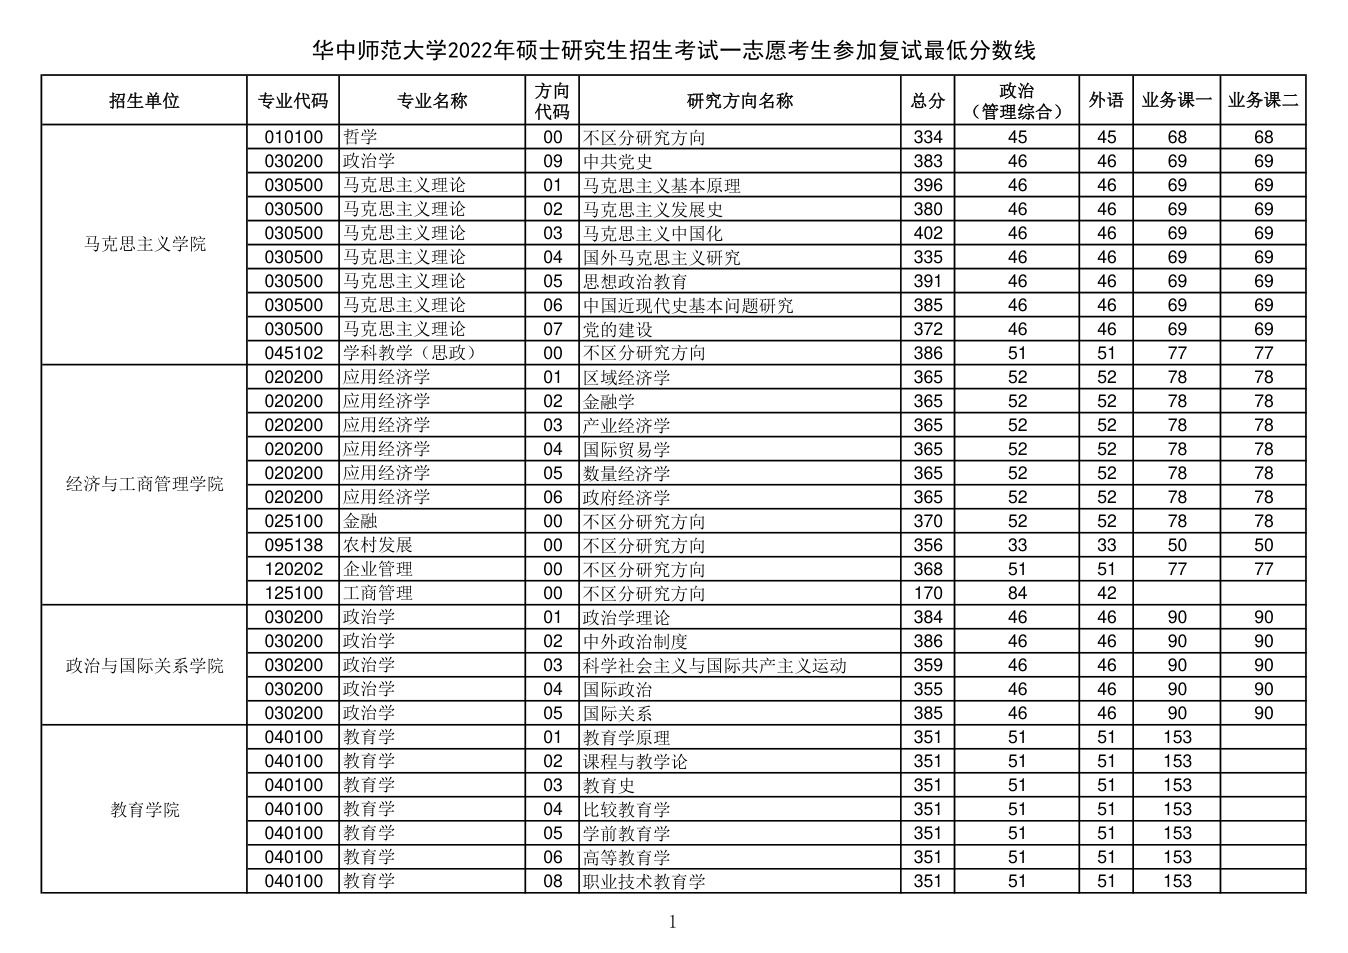 华中师范大学2022年硕士研究生招生考试一志愿考生参加复试最低分数线
招生单位 专业代码 专业名称 方向代码 研究方向名称 总分 政治（管理综合） 外语 业务课一 业务课二
马克思主义学院
010100 哲学 00 不区分研究方向 334 45 45 68 68
030200 政治学 09 中共党史 383 46 46 69 69
030500 马克思主义理论 01 马克思主义基本原理 396 46 46 69 69
030500 马克思主义理论 02 马克思主义发展史 380 46 46 69 69
030500 马克思主义理论 03 马克思主义中国化 402 46 46 69 69
030500 马克思主义理论 04 国外马克思主义研究 335 46 46 69 69
030500 马克思主义理论 05 思想政治教育 391 46 46 69 69
030500 马克思主义理论 06 中国近现代史基本问题研究 385 46 46 69 69
030500 马克思主义理论 07 党的建设 372 46 46 69 69
045102 学科教学（思政） 00 不区分研究方向 386 51 51 77 77
经济与工商管理学院
020200 应用经济学 01 区域经济学 365 52 52 78 78
020200 应用经济学 02 金融学 365 52 52 78 78
020200 应用经济学 03 产业经济学 365 52 52 78 78
020200 应用经济学 04 国际贸易学 365 52 52 78 78
020200 应用经济学 05 数量经济学 365 52 52 78 78
020200 应用经济学 06 政府经济学 365 52 52 78 78
025100 金融 00 不区分研究方向 370 52 52 78 78
095138 农村发展 00 不区分研究方向 356 33 33 50 50
120202 企业管理 00 不区分研究方向 368 51 51 77 77
125100 工商管理 00 不区分研究方向 170 84 42
政治与国际关系学院
030200 政治学 01 政治学理论 384 46 46 90 90
030200 政治学 02 中外政治制度 386 46 46 90 90
030200 政治学 03 科学社会主义与国际共产主义运动 359 46 46 90 90
030200 政治学 04 国际政治 355 46 46 90 90
030200 政治学 05 国际关系 385 46 46 90 90
教育学院
040100 教育学 01 教育学原理 351 51 51 153
040100 教育学 02 课程与教学论 351 51 51 153
040100 教育学 03 教育史 351 51 51 153
040100 教育学 04 比较教育学 351 51 51 153
040100 教育学 05 学前教育学 351 51 51 153
040100 教育学 06 高等教育学 351 51 51 153
040100 教育学 08 职业技术教育学 351 51 51 153
1